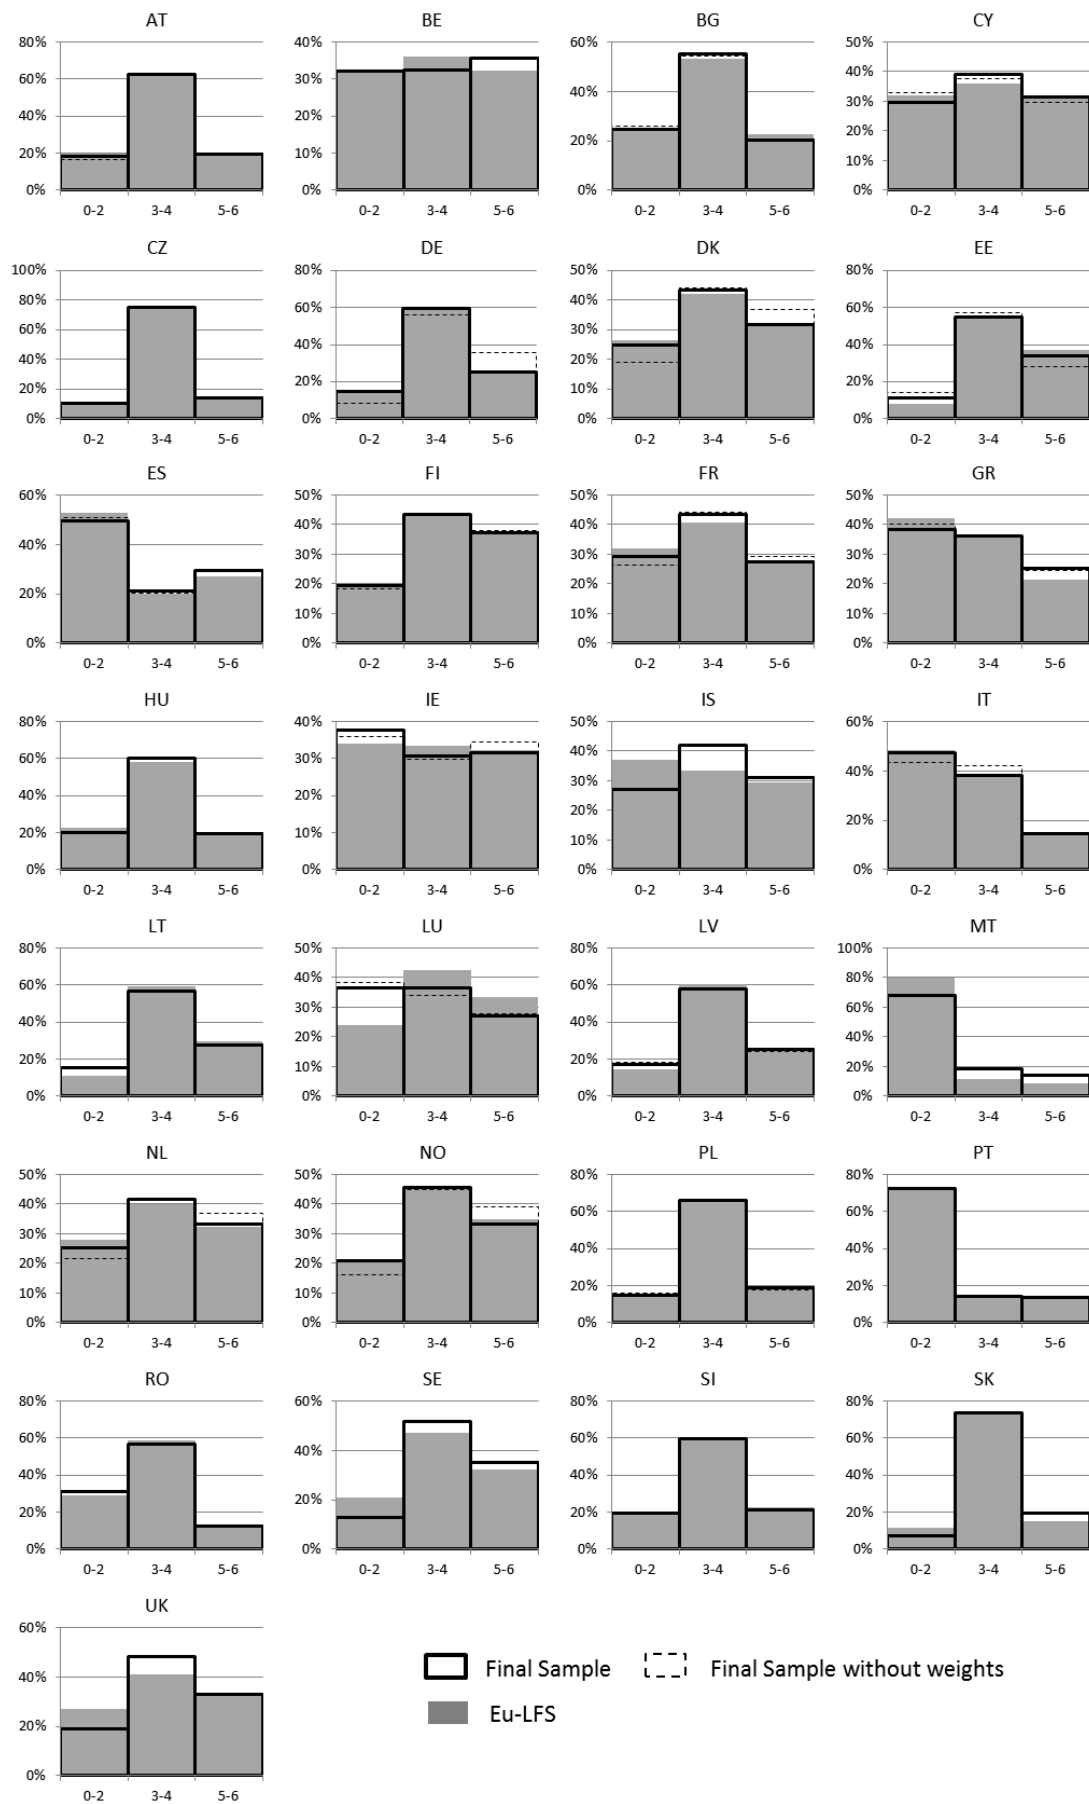 AT BE BG CY
80% 40% 60% 50%
60% 30% 40% 40%
40% 20% 20% 30%
20% 10% 0% 20%
0% 0% 10%
0%
0-2 3-4 5-6 0-2 3-4 5-6 0-2 3-4 5-6 0-2 3-4 5-6
CZ DE DK EE
100% 80% 50% 80%
80% 60% 40% 60%
60% 40% 30% 40%
40% 20% 20% 20%
20% 0% 10% 0%
0% 0%
0-2 3-4 5-6 0-2 3-4 5-6 0-2 3-4 5-6 0-2 3-4 5-6
ES FI FR GR
60% 50% 50% 50%
40% 40% 40% 40%
20% 30% 30% 30%
0% 20% 20% 20%
10% 10% 10%
0% 0% 0%
0-2 3-4 5-6 0-2 3-4 5-6 0-2 3-4 5-6 0-2 3-4 5-6
HU IE IS IT
80% 40% 50% 60%
60% 30% 40% 40%
40% 20% 30% 20%
20% 10% 20% 0%
0% 0% 10%
0%
0-2 3-4 5-6 0-2 3-4 5-6 0-2 3-4 5-6 0-2 3-4 5-6
LT LU LV MT
80% 50% 80% 100%
60% 40% 60% 80%
40% 30% 40% 60%
20% 20% 20% 40%
0% 10% 0% 20%
0% 0%
0-2 3-4 5-6 0-2 3-4 5-6 0-2 3-4 5-6 0-2 3-4 5-6
NL NO PL PT
50% 50% 80% 80%
40% 40% 60% 60%
30% 30% 40% 40%
20% 20% 20% 20%
10% 10% 0% 0%
0% 0%
0-2 3-4 5-6 0-2 3-4 5-6 0-2 3-4 5-6 0-2 3-4 5-6
RO SE SI SK
80% 60% 80% 80%
60% 40% 60% 60%
40% 20% 40% 40%
20% 0% 20% 20%
0% 0% 0%
0-2 3-4 5-6 0-2 3-4 5-6 0-2 3-4 5-6 0-2 3-4 5-6
UK
60%
40%
20%
0%
0-2 3-4 5-6
Final Sample Final Sample without weights
Eu-LFS